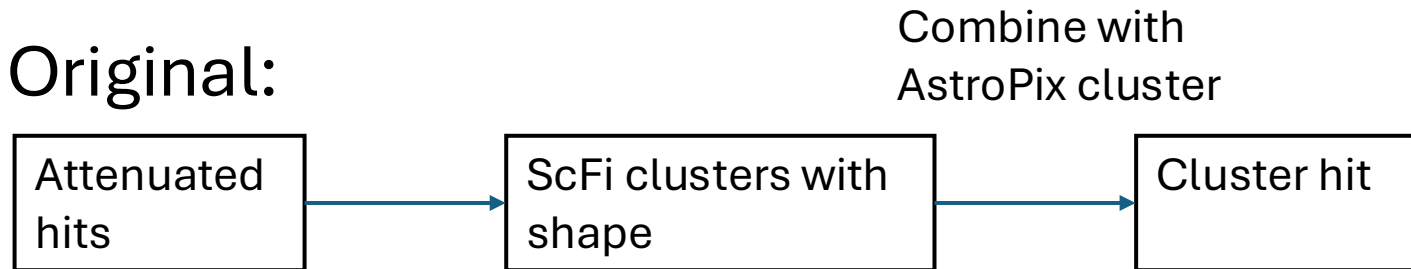 Original:
Combine with
AstroPix cluster
Attenuated
hits
ScFi clusters with
shape
Cluster hit